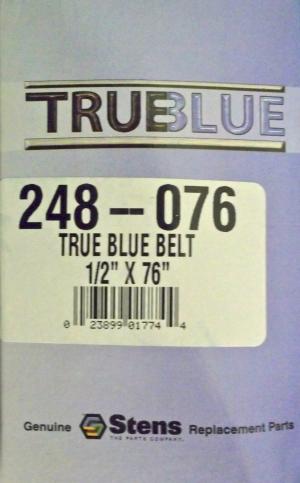 TRUEBLUE
248--076
TRUE BLUE BELT
1/2" X 76"
0 23899 01774 4
Genuine Stens Replacement Parts
THE PARTS COMPANY.